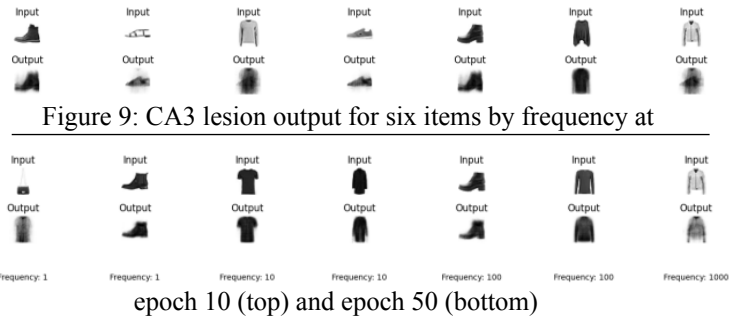 Input Input Input Input Input Input Input
Output Output Output Output Output Output Output
Figure 9: CA3 lesion output for six items by frequency at
Input Input Input Input Input Input Input
Output Output Output Output Output Output Output
Frequency: 1 Frequency: 1 Frequency: 10 Frequency: 10 Frequency: 100 Frequency: 100 Frequency: 1000
epoch 10 (top) and epoch 50 (bottom)